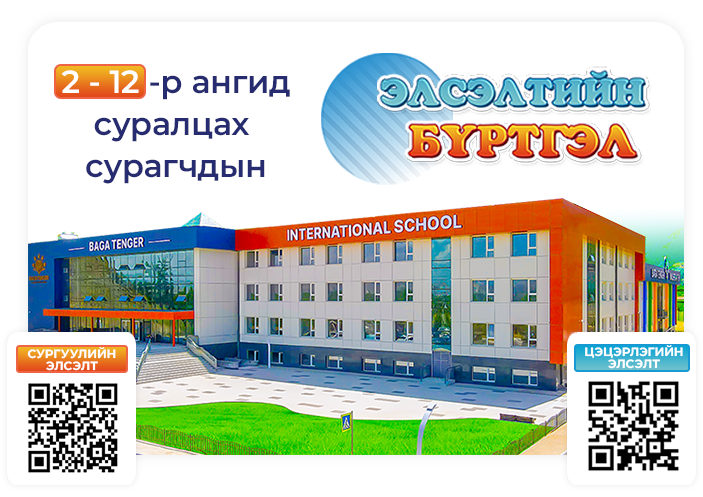 2 - 12 -р ангид
суралцах
сурагчдын
ЭЛСЭЛТИЙН
БҮРТГЭЛ
BAGA TENGER
INTERNATIONAL SCHOOL
СУРГУУЛИЙН
ЭЛСЭЛТ
ЦЭЦЭРЛЭГИЙН
ЭЛСЭЛТ